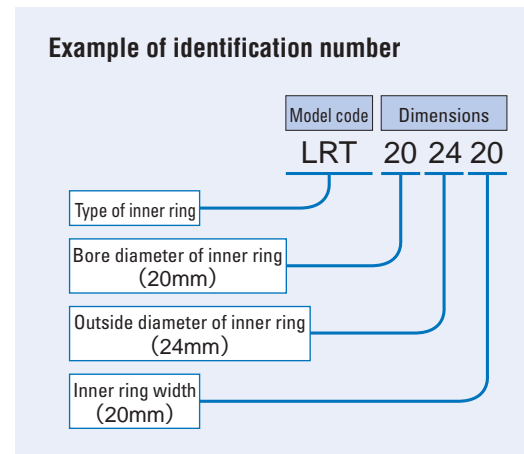 Example of identification number
Model code Dimensions
LRT 20 24 20
Type of inner ring
Bore diameter of inner ring
（20mm）
Outside diameter of inner ring
（24mm）
Inner ring width
（20mm）